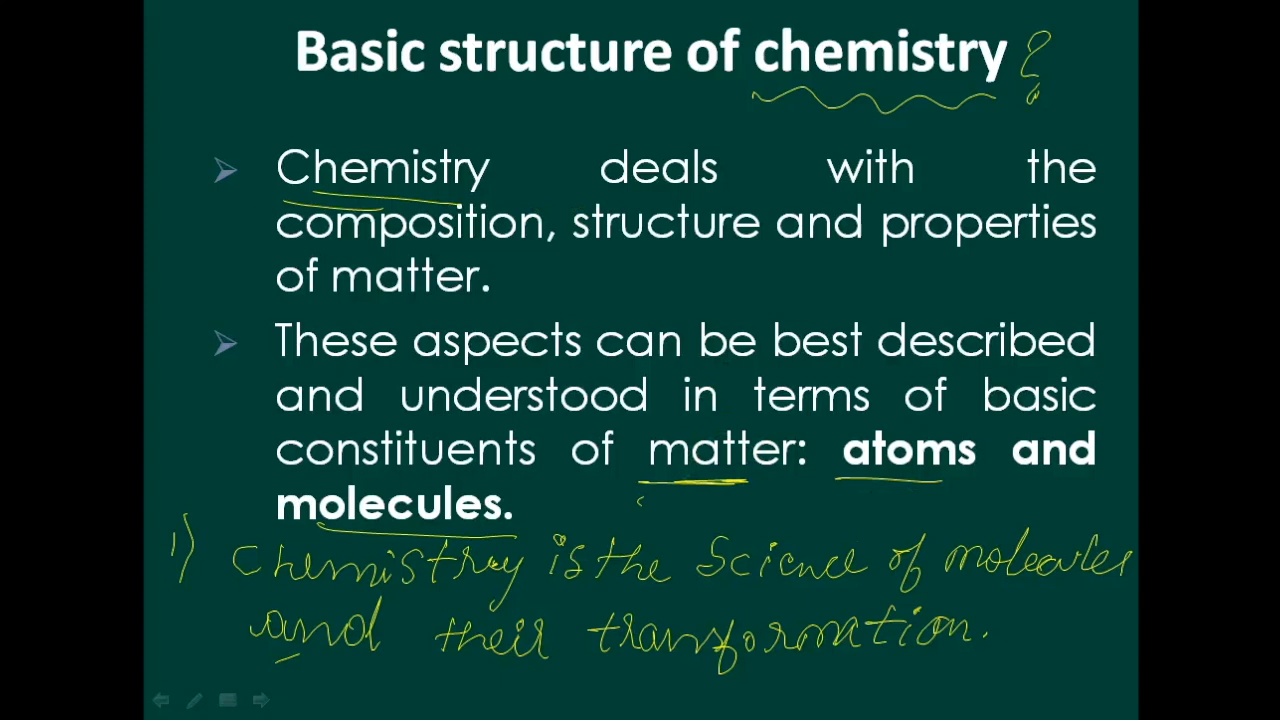 Basic structure of chemistry ?
➢ Chemistry deals with the
composition, structure and properties
of matter.
➢ These aspects can be best described
and understood in terms of basic
constituents of matter: atoms and
molecules.
1) Chemistry is the Science of molecules
and their transformation.